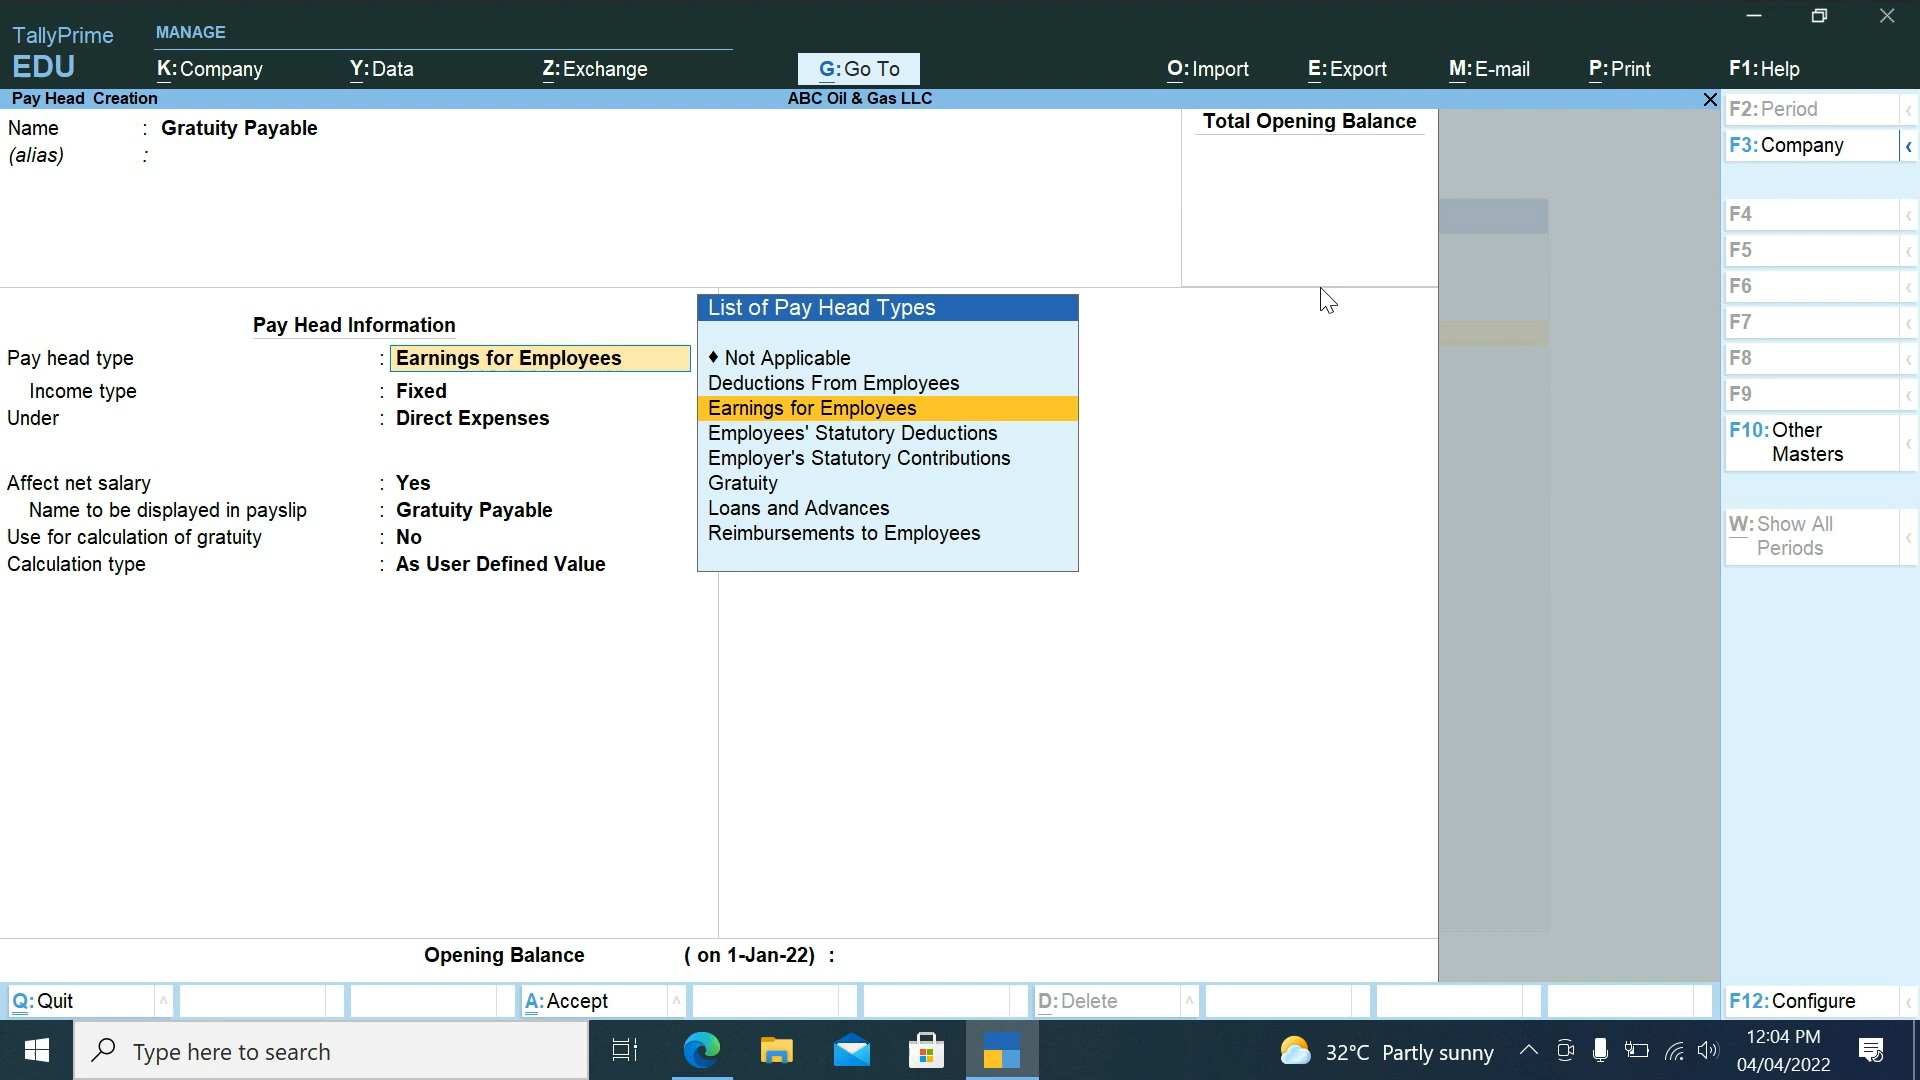 TallyPrime
EDU
MANAGE
K:Company
Y:Data
Z:Exchange
G:Go To
O:Import
E:Export
M:E-mail
P:Print
F1:Help
Pay Head Creation
ABC Oil & Gas LLC
Name : Gratuity Payable
(alias) :
Total Opening Balance
Pay Head Information
Pay head type : Earnings for Employees
Income type : Fixed
Under : Direct Expenses
Affect net salary : Yes
Name to be displayed in payslip : Gratuity Payable
Use for calculation of gratuity : No
Calculation type : As User Defined Value
List of Pay Head Types
♦ Not Applicable
Deductions From Employees
Earnings for Employees
Employees' Statutory Deductions
Employer's Statutory Contributions
Gratuity
Loans and Advances
Reimbursements to Employees
Opening Balance ( on 1-Jan-22) :
F2:Period
F3:Company
F4
F5
F6
F7
F8
F9
F10:Other
Masters
W:Show All
Periods
Q:Quit
A:Accept
D:Delete
F12:Configure
Type here to search
32°C Partly sunny
12:04 PM
04/04/2022